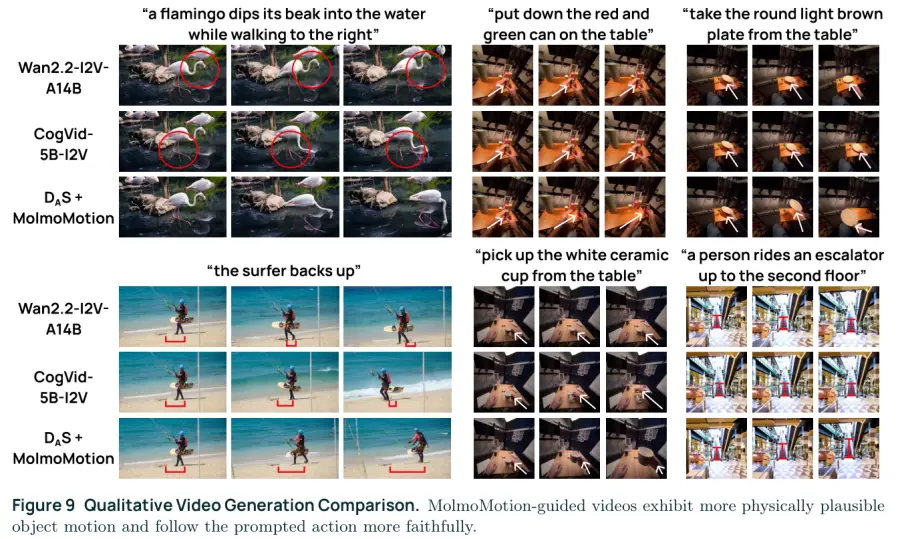 “a flamingo dips its beak into the water
while walking to the right”
“put down the red and
green can on the table”
“take the round light brown
plate from the table”
Wan2.2-I2V-
A14B
CogVid-
5B-I2V
DAS +
MolmoMotion
“the surfer backs up”
“pick up the white ceramic
cup from the table”
“a person rides an escalator
up to the second floor”
Wan2.2-I2V-
A14B
CogVid-
5B-I2V
DAS +
MolmoMotion
Figure 9 Qualitative Video Generation Comparison. MolmoMotion-guided videos exhibit more physically plausible
object motion and follow the prompted action more faithfully.